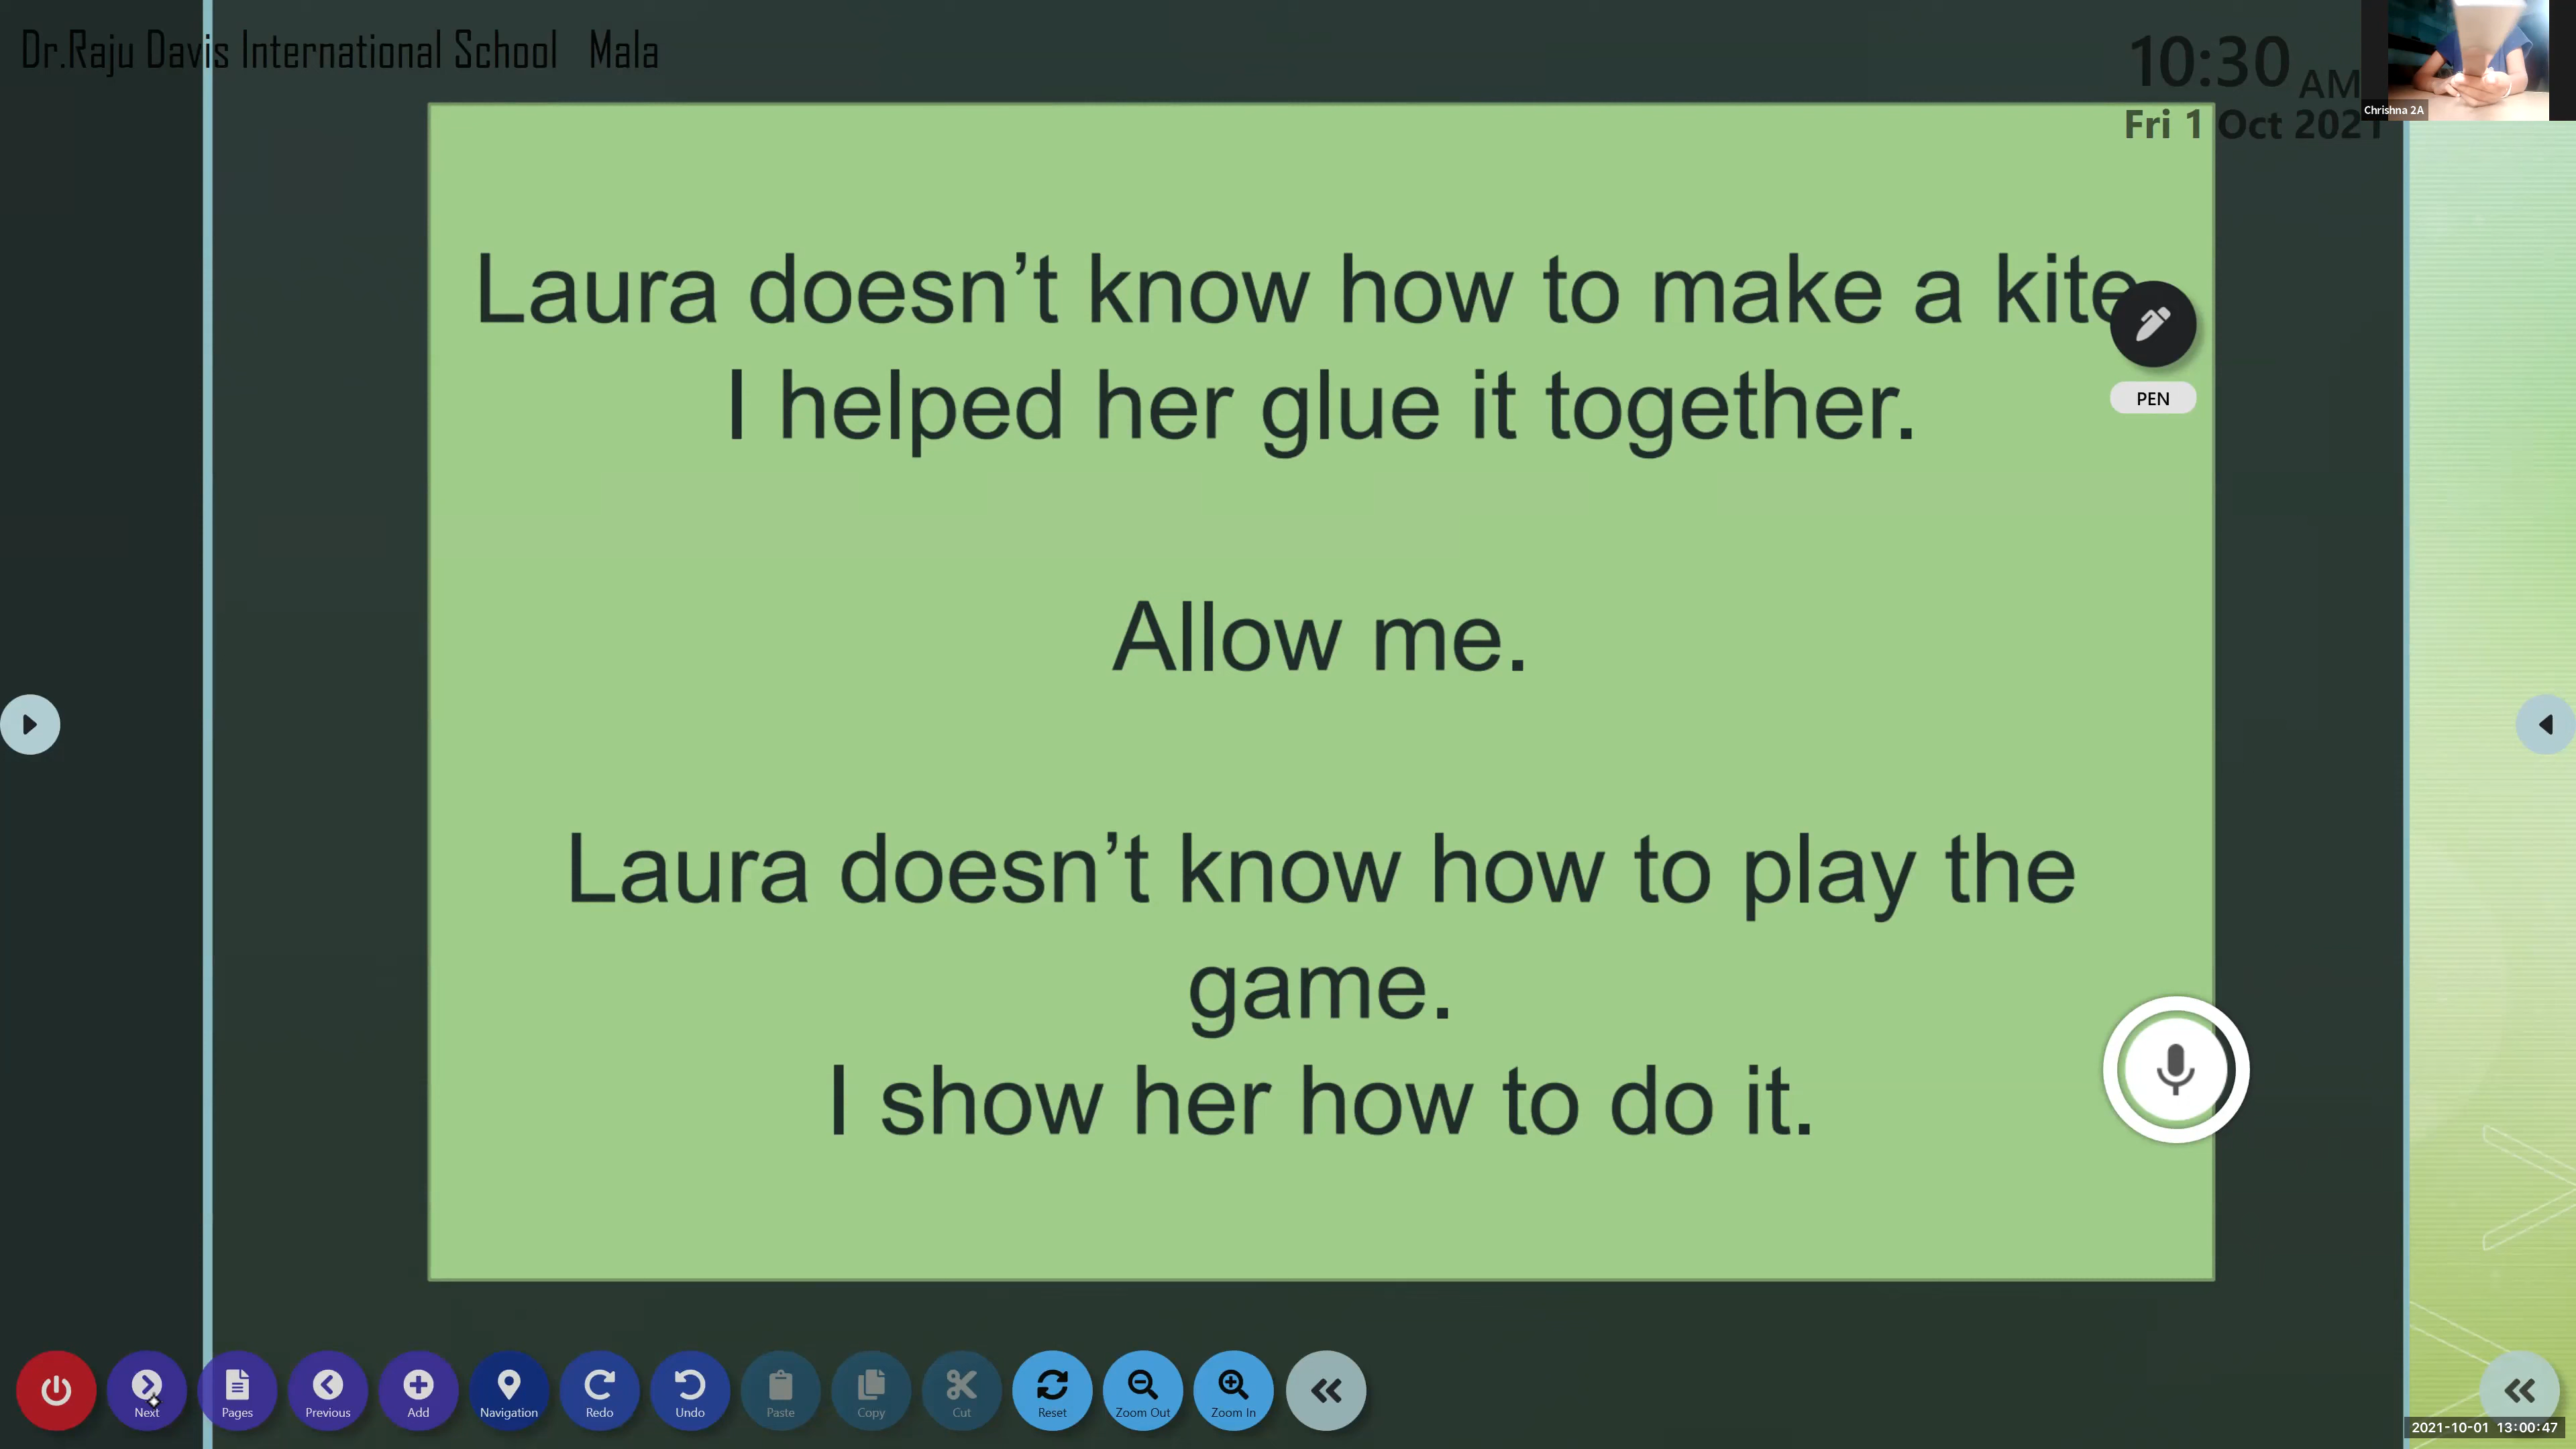 Dr.Raju Davis International School Mala
10:30 AM
Chrishna 2A
Fri 1 Oct 2021
Laura doesn’t know how to make a kite
I helped her glue it together.
PEN
Allow me.
Laura doesn’t know how to play the
game.
I show her how to do it.
Next
Pages
Previous
Add
Navigation
Redo
Undo
Paste
Copy
Cut
Reset
Zoom Out
Zoom In
2021-10-01 13:00:47